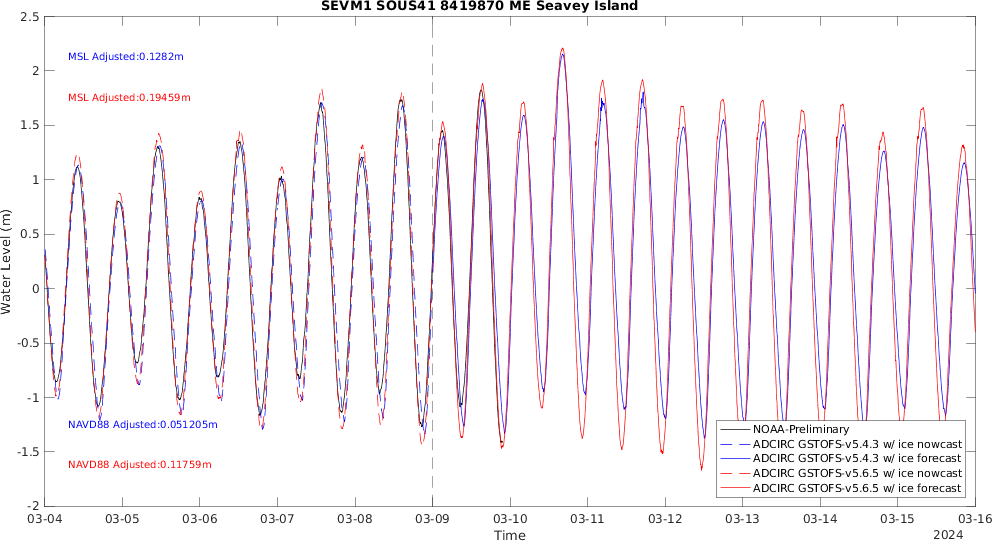 SEVM1 SOUS41 8419870 ME Seavey Island
2.5
2
1.5
1
0.5
0
-0.5
-1
-1.5
-2
Water Level (m)
MSL Adjusted:0.1282m
MSL Adjusted:0.19459m
NAVD88 Adjusted:0.051205m
NAVD88 Adjusted:0.11759m
NOAA-Preliminary
ADCIRC GSTOFS-v5.4.3 w/ ice nowcast
ADCIRC GSTOFS-v5.4.3 w/ ice forecast
ADCIRC GSTOFS-v5.6.5 w/ ice nowcast
ADCIRC GSTOFS-v5.6.5 w/ ice forecast
03-04 03-05 03-06 03-07 03-08 03-09 03-10 03-11 03-12 03-13 03-14 03-15 03-16
Time
2024